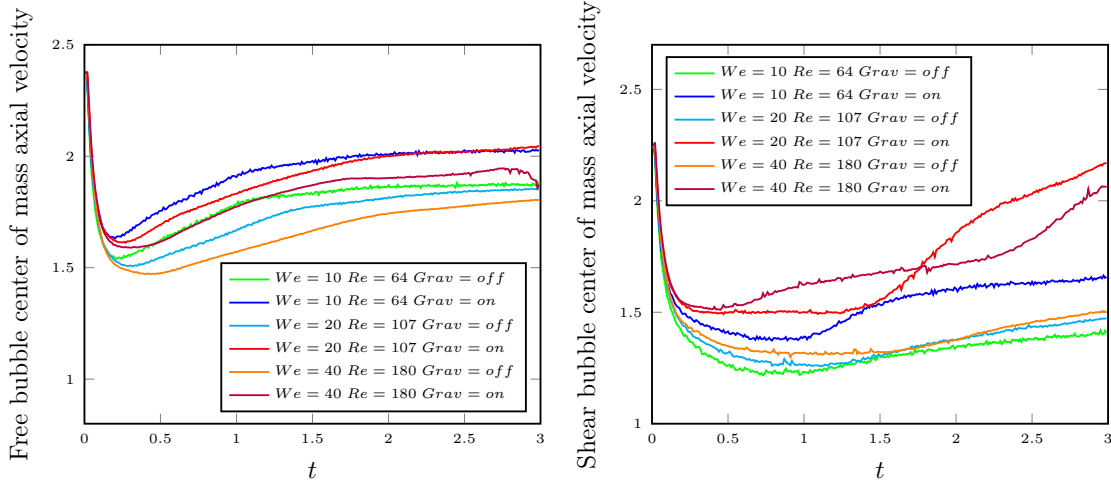 Free bubble center of mass axial velocity
2.5
2
1.5
1
0
0.5
1
1.5
2
2.5
3
t
We = 10 Re = 64 Grav = off
We = 10 Re = 64 Grav = on
We = 20 Re = 107 Grav = off
We = 20 Re = 107 Grav = on
We = 40 Re = 180 Grav = off
We = 40 Re = 180 Grav = on
Shear bubble center of mass axial velocity
2.5
2
1.5
1
0
0.5
1
1.5
2
2.5
3
t
We = 10 Re = 64 Grav = off
We = 10 Re = 64 Grav = on
We = 20 Re = 107 Grav = off
We = 20 Re = 107 Grav = on
We = 40 Re = 180 Grav = off
We = 40 Re = 180 Grav = on